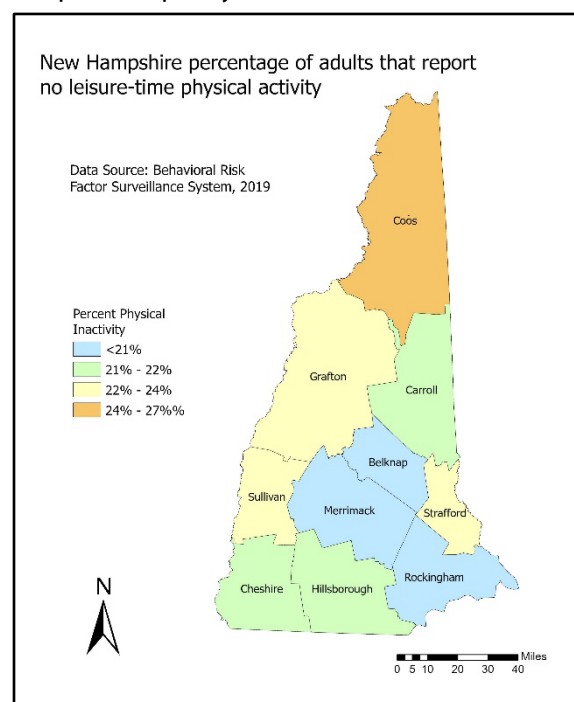 New Hampshire percentage of adults that report
no leisure-time physical activity
Data Source: Behavioral Risk
Factor Surveillance System, 2019
Coos
Percent Physical
Inactivity
<21%
21% - 22%
22% - 24%
24% - 27%%
Grafton
Carroll
Belknap
Sullivan
Merrimack
Strafford
Rockingham
Cheshire
Hillsborough
N
Miles
0 5 10 20 30 40